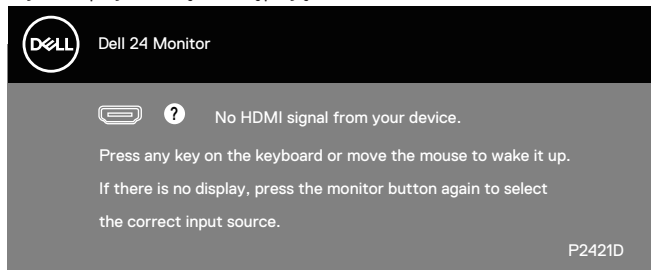 DELL
Dell 24 Monitor
? No HDMI signal from your device.
Press any key on the keyboard or move the mouse to wake it up.
If there is no display, press the monitor button again to select
the correct input source.
P2421D